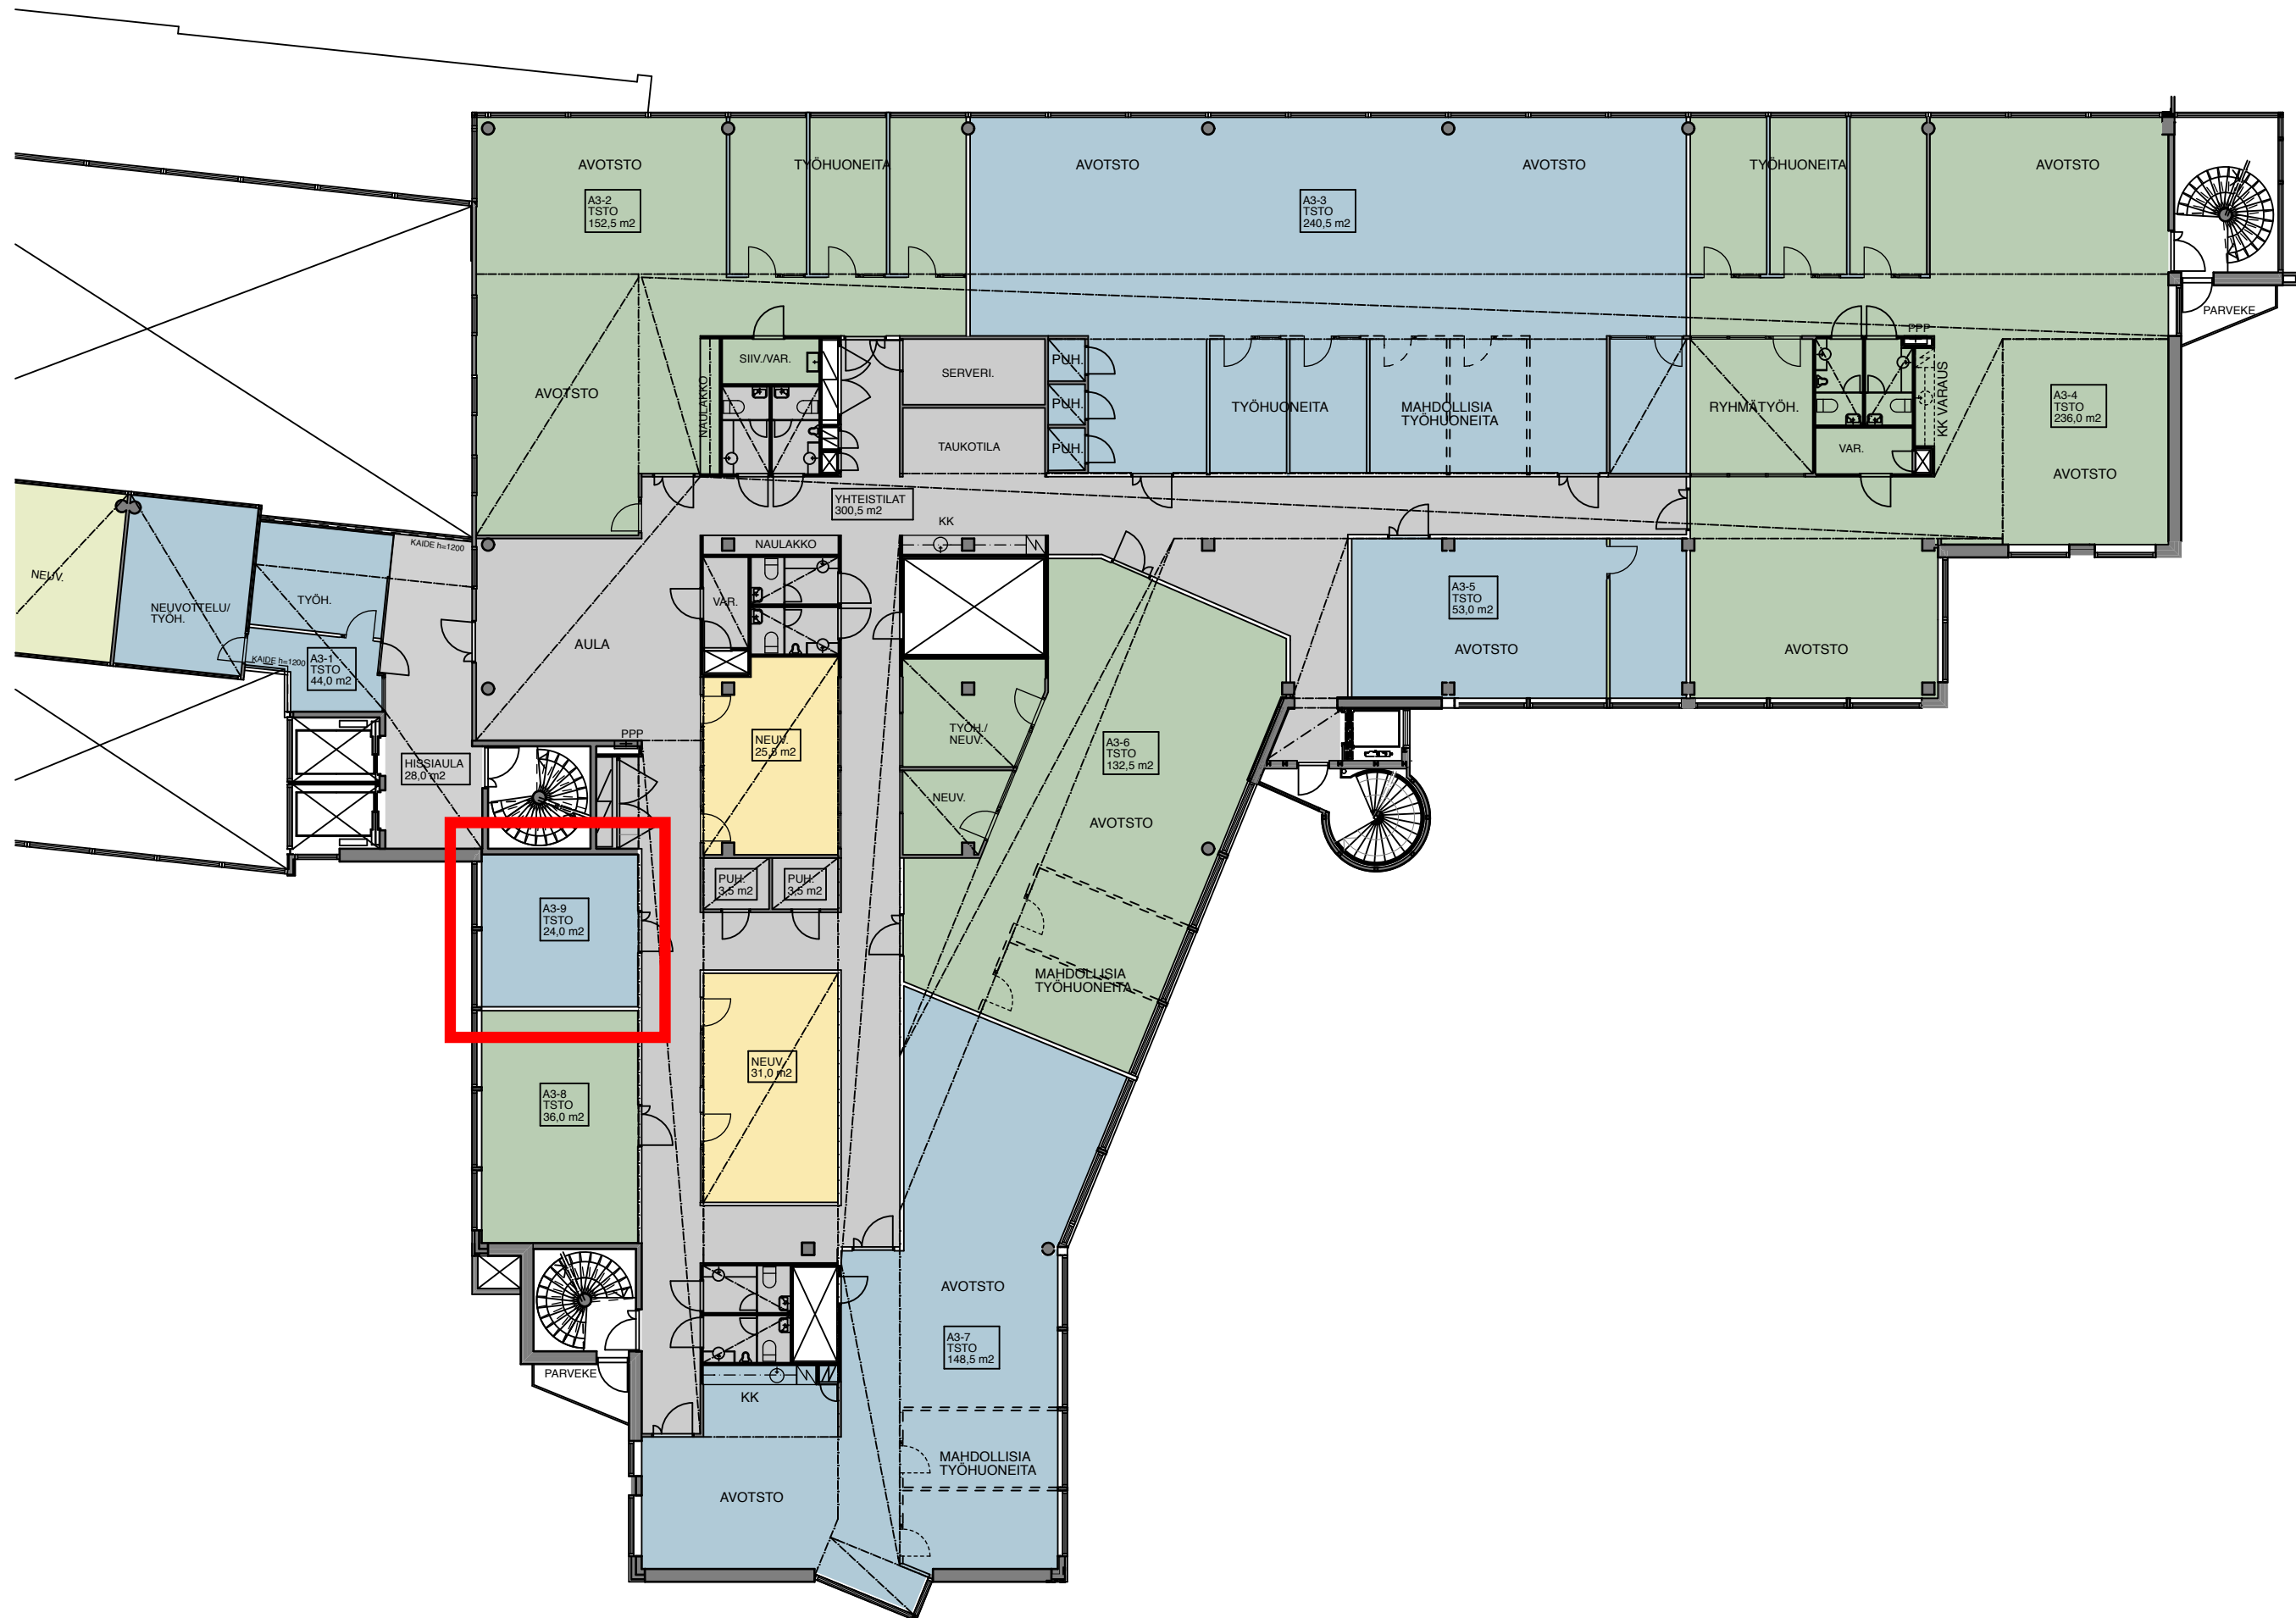 AVOTSTO
TYÖHUONEITA
AVOTSTO
AVOTSTO
TYÖHUONEITA
AVOTSTO
A3-2
TSTO
152,5 m2
A3-3
TSTO
240,5 m2
PARVEKE
PPP
SIIV./VAR.
SERVERI.
PUH.
PUH.
PUH.
AVOTSTO
NAULAKKO
TYÖHUONEITA
MAHDOLLISIA
TYÖHUONEITA
RYHMÄTYÖH.
KK VARAUS
A3-4
TSTO
236,0 m2
TAUKOTILA
VAR.
AVOTSTO
YHTEISTILAT
300,5 m2
KK
NAULAKKO
KAIDE h=1200
NEUV.
NEUVOTTELU/
TYÖH.
TYÖH.
KAIDE h=1200
A3-1
TSTO
44,0 m2
AULA
VAR.
A3-5
TSTO
53,0 m2
AVOTSTO
AVOTSTO
PPP
NEUV.
25,5 m2
TYÖH./
NEUV.
A3-6
TSTO
132,5 m2
HISSIAULA
28,0 m2
NEUV.
AVOTSTO
PUH.
3,5 m2
PUH.
3,5 m2
A3-9
TSTO
24,0 m2
MAHDOLLISIA
TYÖHUONEITA
NEUV.
31,0 m2
A3-8
TSTO
36,0 m2
AVOTSTO
A3-7
TSTO
148,5 m2
PARVEKE
KK
MAHDOLLISIA
TYÖHUONEITA
AVOTSTO